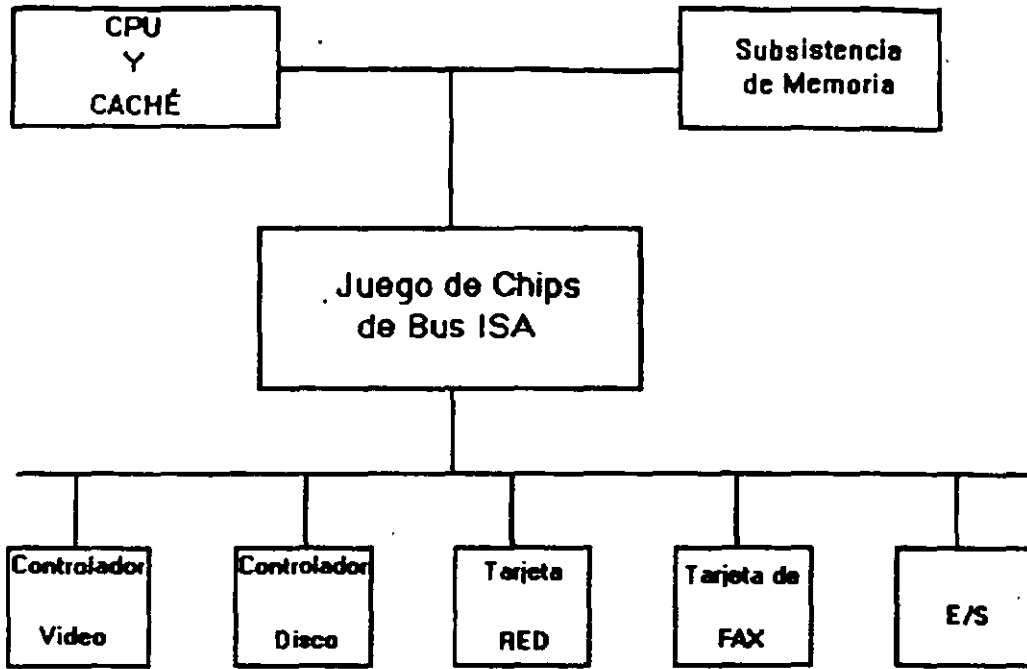 CPU
Y
CACHÉ
Subsistencia
de Memoria
Juego de Chips
de Bus ISA
Controlador
Video
Controlador
Disco
Tarjeta
RED
Tarjeta de
FAX
E/S